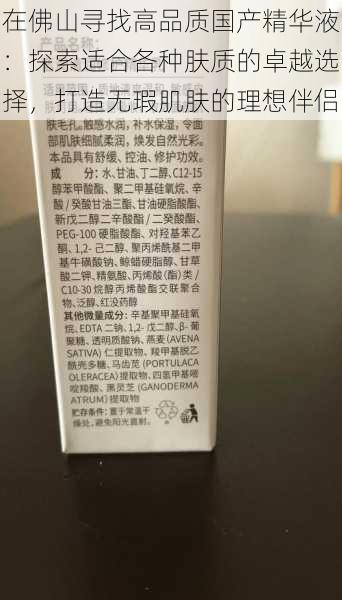 在佛山寻找高品质国产精华液
：探索适合各种肤质的卓越选
择，打造无瑕肌肤的理想伴侣
肤毛孔,触感水润，补水保湿，令面
部肌肤细腻柔润，焕发自然光彩。
本品具有舒缓、控油、修护功效。
成 分：水、甘油、丁二醇、C12-15
醇苯甲酸酯、聚二甲基硅氧烷、辛
酸/癸酸甘油三酯、甘油硬脂酸酯、
新戊二醇二辛酸酯/二癸酸酯、
PEG-100 硬脂酸酯、对羟基苯乙
酮、1,2-己二醇、聚丙烯酰基二甲
基牛磺酸钠、鲸蜡硬脂醇、甘草
酸二钾、精氨酸、丙烯酸(酯)类/
C10-30 烷醇丙烯酸酯交联聚合
物、泛醇、红没药醇
其他微量成分：辛基聚甲基硅氧
烷、EDTA 二钠、1,2-戊二醇、β-葡
聚糖、透明质酸钠、燕麦(AVENA
SATIVA) 仁提取物、羧甲基脱乙
酰壳多糖、马齿苋 (PORTULACA
OLERACEA)提取物、四氢甲基嘧
啶羧酸、黑灵芝 (GANODERMA
ATRUM) 提取物
贮存条件：置于常温干
燥处，避免阳光直射。